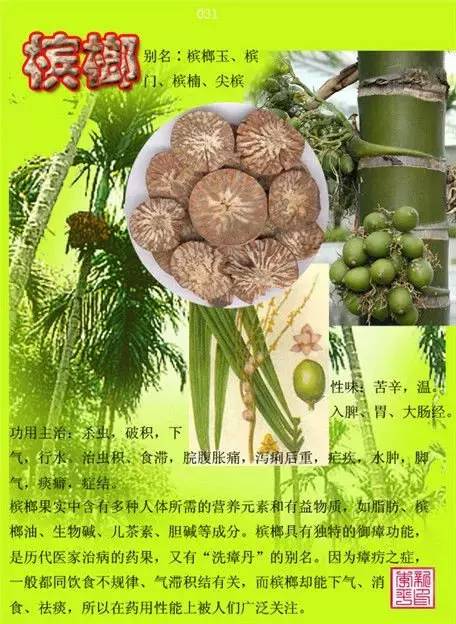 031
槟榔
别名：槟榔玉、槟
门、槟楠、尖槟
性味：苦辛，温。
入脾、胃、大肠经。
功用主治：杀虫，破积，下
气，行水。治虫积、食滞，脘腹胀痛，泻痢后重，疟疾，水肿，脚
气，痰癖，症结。
槟榔果实中含有多种人体所需的营养元素和有益物质，如脂肪、槟
榔油、生物碱、儿茶素、胆碱等成分。槟榔具有独特的御瘴功能，
是历代医家治病的药果，又有“洗瘴丹”的别名。因为瘴疠之症，
一般都同饮食不规律、气滞积结有关，而槟榔却能下气、消
食、祛痰，所以在药用性能上被人们广泛关注。